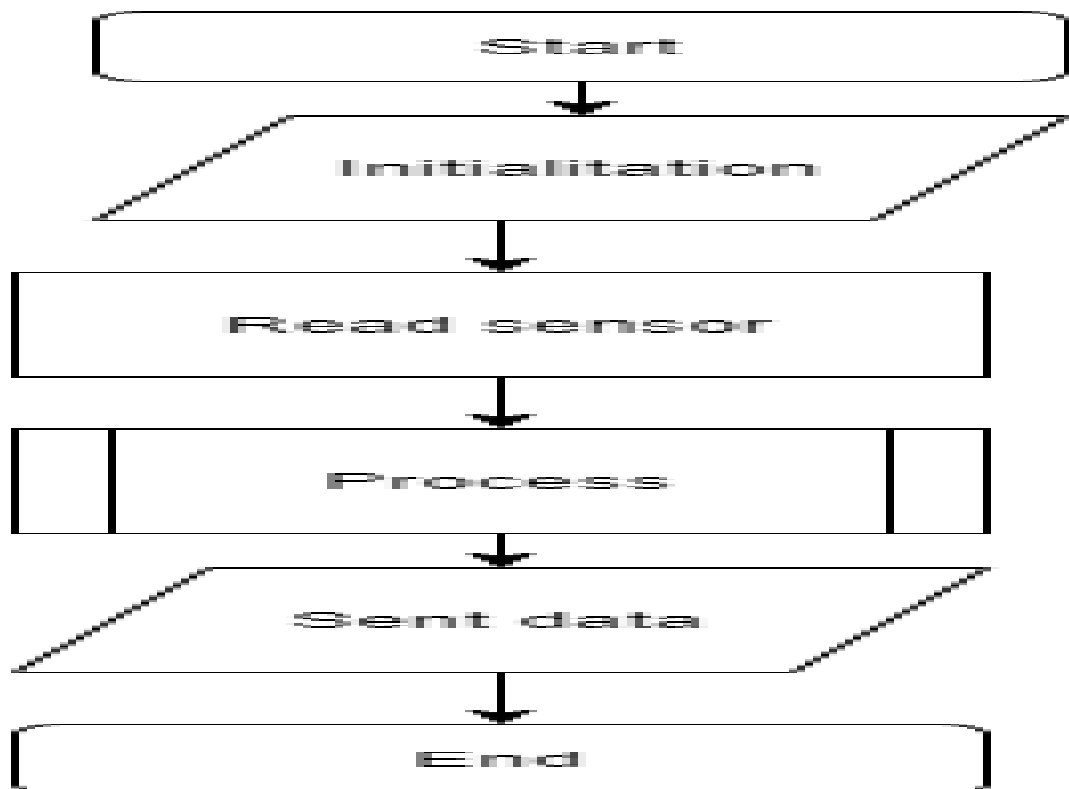 Start
Initialitation
Read sensor
Process
Sent data
End